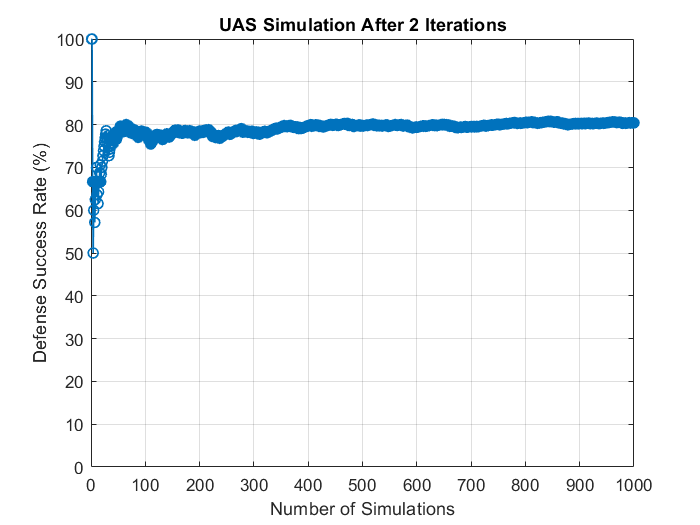 UAS Simulation After 2 Iterations
100
90
80
70
60
50
40
30
20
10
0
Defense Success Rate (%)
0 100 200 300 400 500 600 700 800 900 1000
Number of Simulations